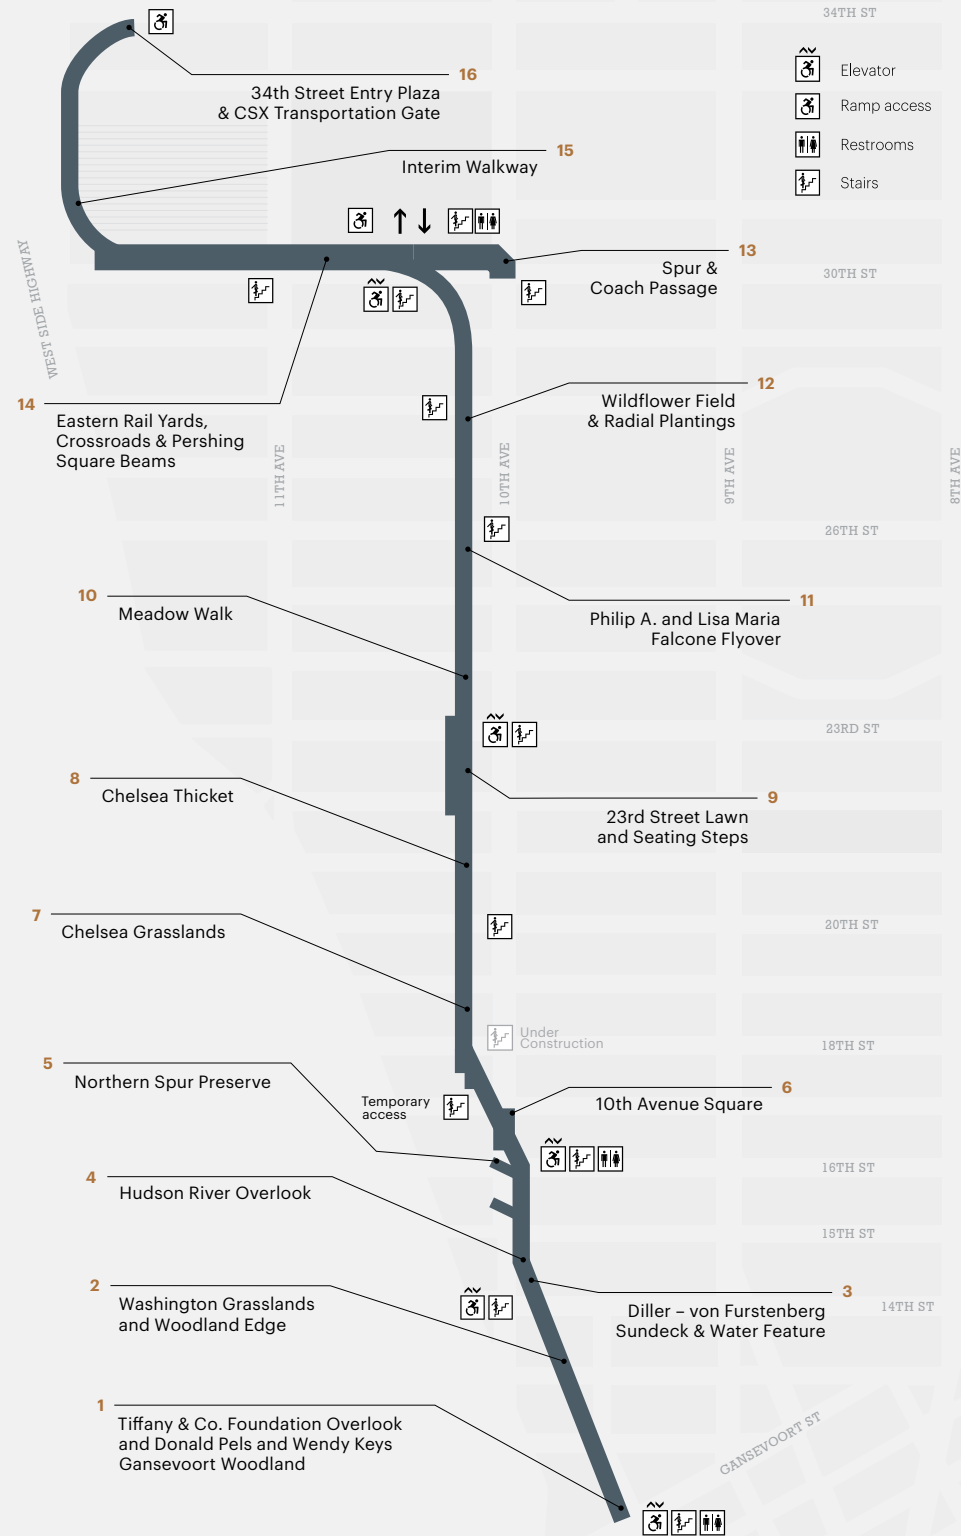 34TH ST
Elevator
Ramp access
Restrooms
Stairs
16
34th Street Entry Plaza
& CSX Transportation Gate
15
Interim Walkway
13
Spur &
Coach Passage
30TH ST
WEST SIDE HIGHWAY
12
Wildflower Field
& Radial Plantings
14
Eastern Rail Yards,
Crossroads & Pershing
Square Beams
11TH AVE
10TH AVE
9TH AVE
8TH AVE
26TH ST
10
Meadow Walk
11
Philip A. and Lisa Maria
Falcone Flyover
23RD ST
8
Chelsea Thicket
9
23rd Street Lawn
and Seating Steps
7
Chelsea Grasslands
20TH ST
Under
Construction
18TH ST
5
Northern Spur Preserve
Temporary
access
6
10th Avenue Square
16TH ST
4
Hudson River Overlook
15TH ST
2
Washington Grasslands
and Woodland Edge
3
Diller – von Furstenberg
Sundeck & Water Feature
14TH ST
1
Tiffany & Co. Foundation Overlook
and Donald Pels and Wendy Keys
Gansevoort Woodland
GANSEVOORT ST